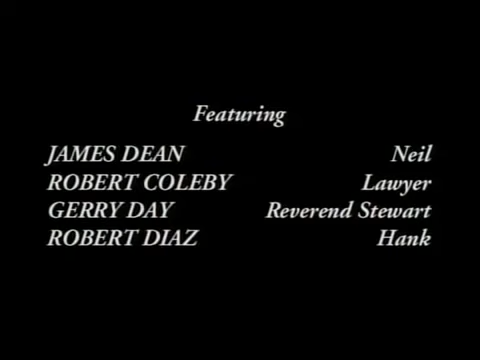 Featuring
JAMES DEAN Neil
ROBERT COLEBY Lawyer
GERRY DAY Reverend Stewart
ROBERT DIAZ Hank